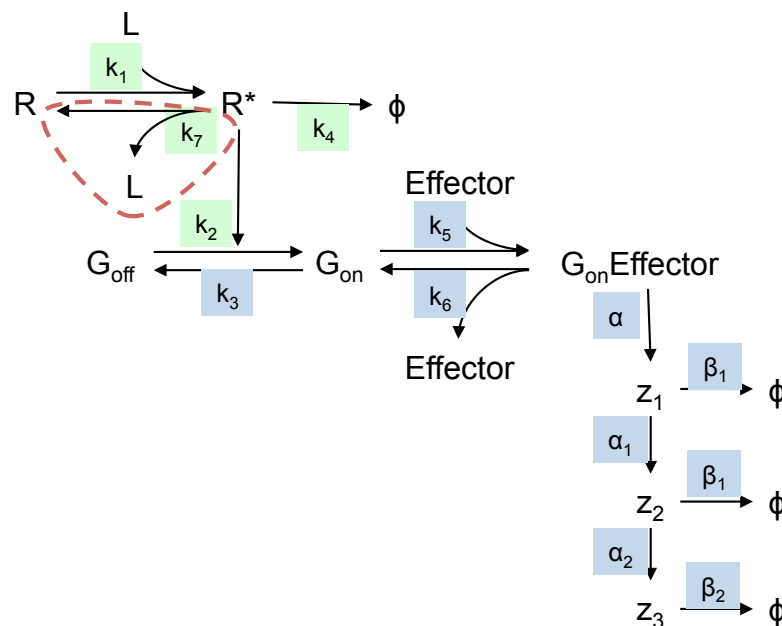 L
k1
R R* ϕ
k7 k4
L
Effector
k2 k5
Goff Gon GonEffector
k3 k6
α
Effector
β1
z1 ϕ
α1
β1
z2 ϕ
α2
β2
z3 ϕ